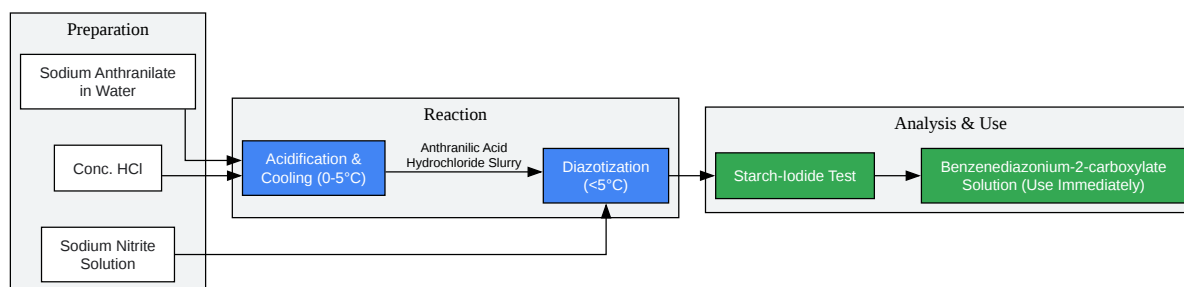 Preparation
Sodium Anthranilate
in Water
Conc. HCl
Sodium Nitrite
Solution
Reaction
Acidification &
Cooling (0-5°C)
Anthranilic Acid
Hydrochloride Slurry
Diazotization
(<5°C)
Analysis & Use
Starch-Iodide Test
Benzenediazonium-2-carboxylate
Solution (Use Immediately)